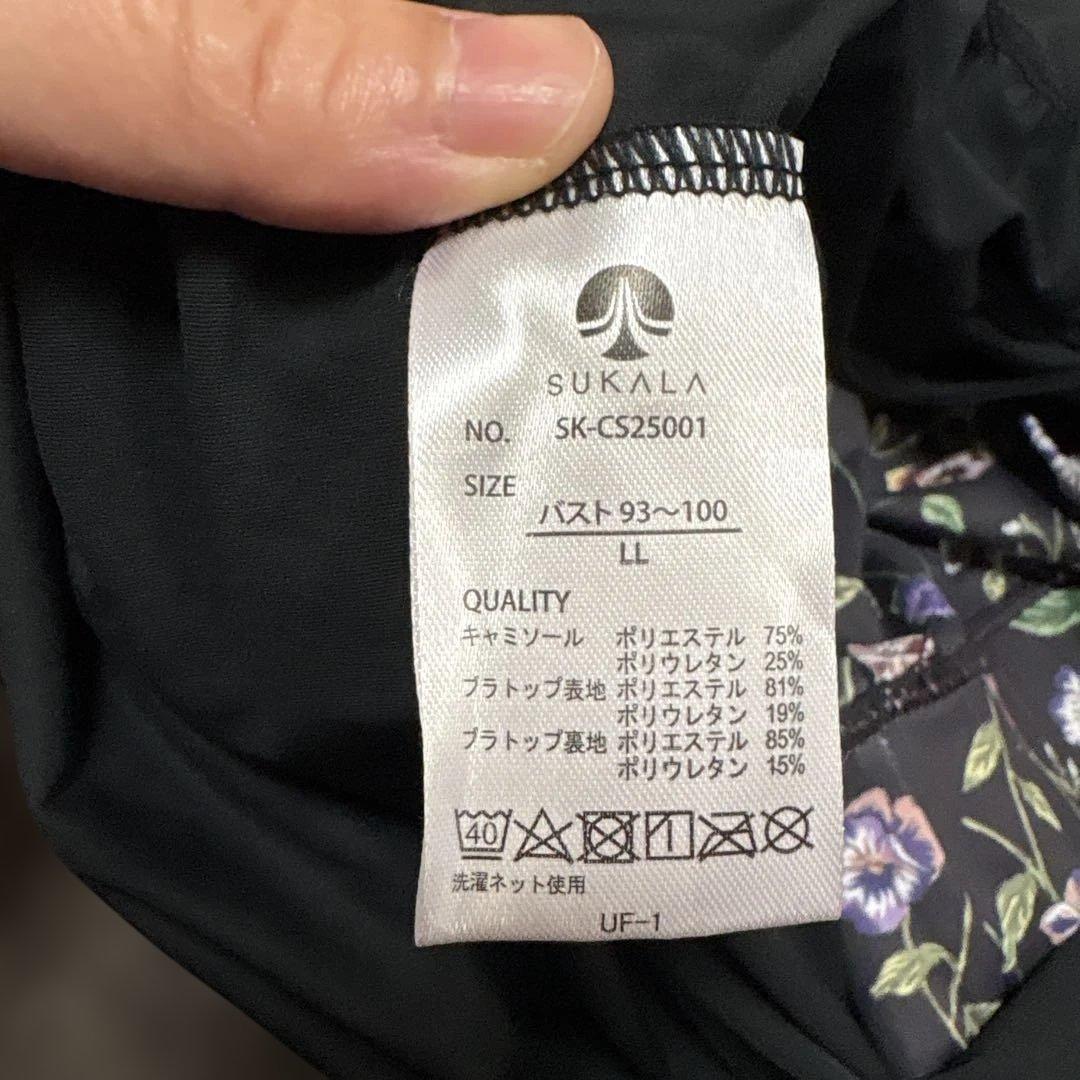 SUKALA
NO. SK-CS25001
SIZE
バスト 93〜100
LL
QUALITY
キャミソール ポリエステル 75%
ポリウレタン 25%
ブラトップ表地 ポリエステル 81%
ポリウレタン 19%
ブラトップ裏地 ポリエステル 85%
ポリウレタン 15%
40
洗濯ネット使用
UF-1